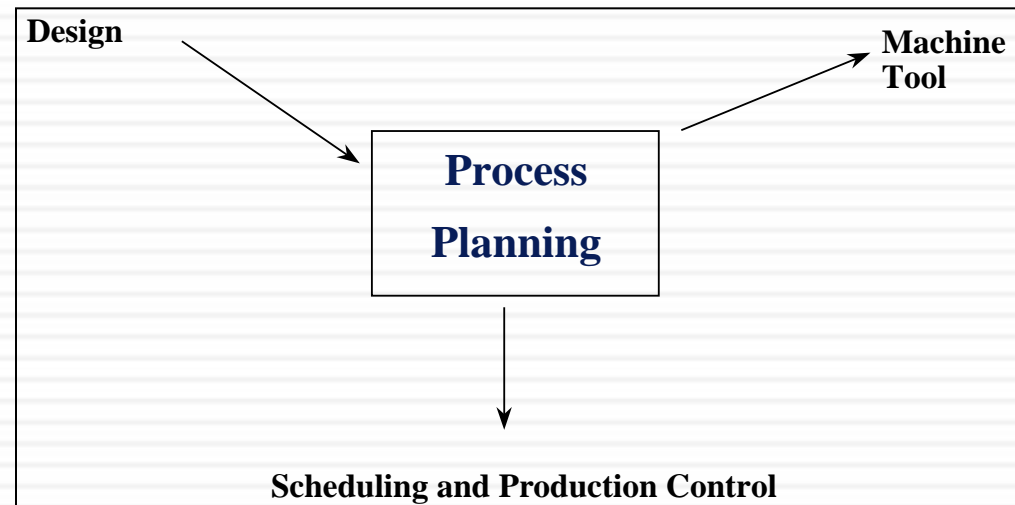 Design
Machine
Tool
Process
Planning
Scheduling and Production Control